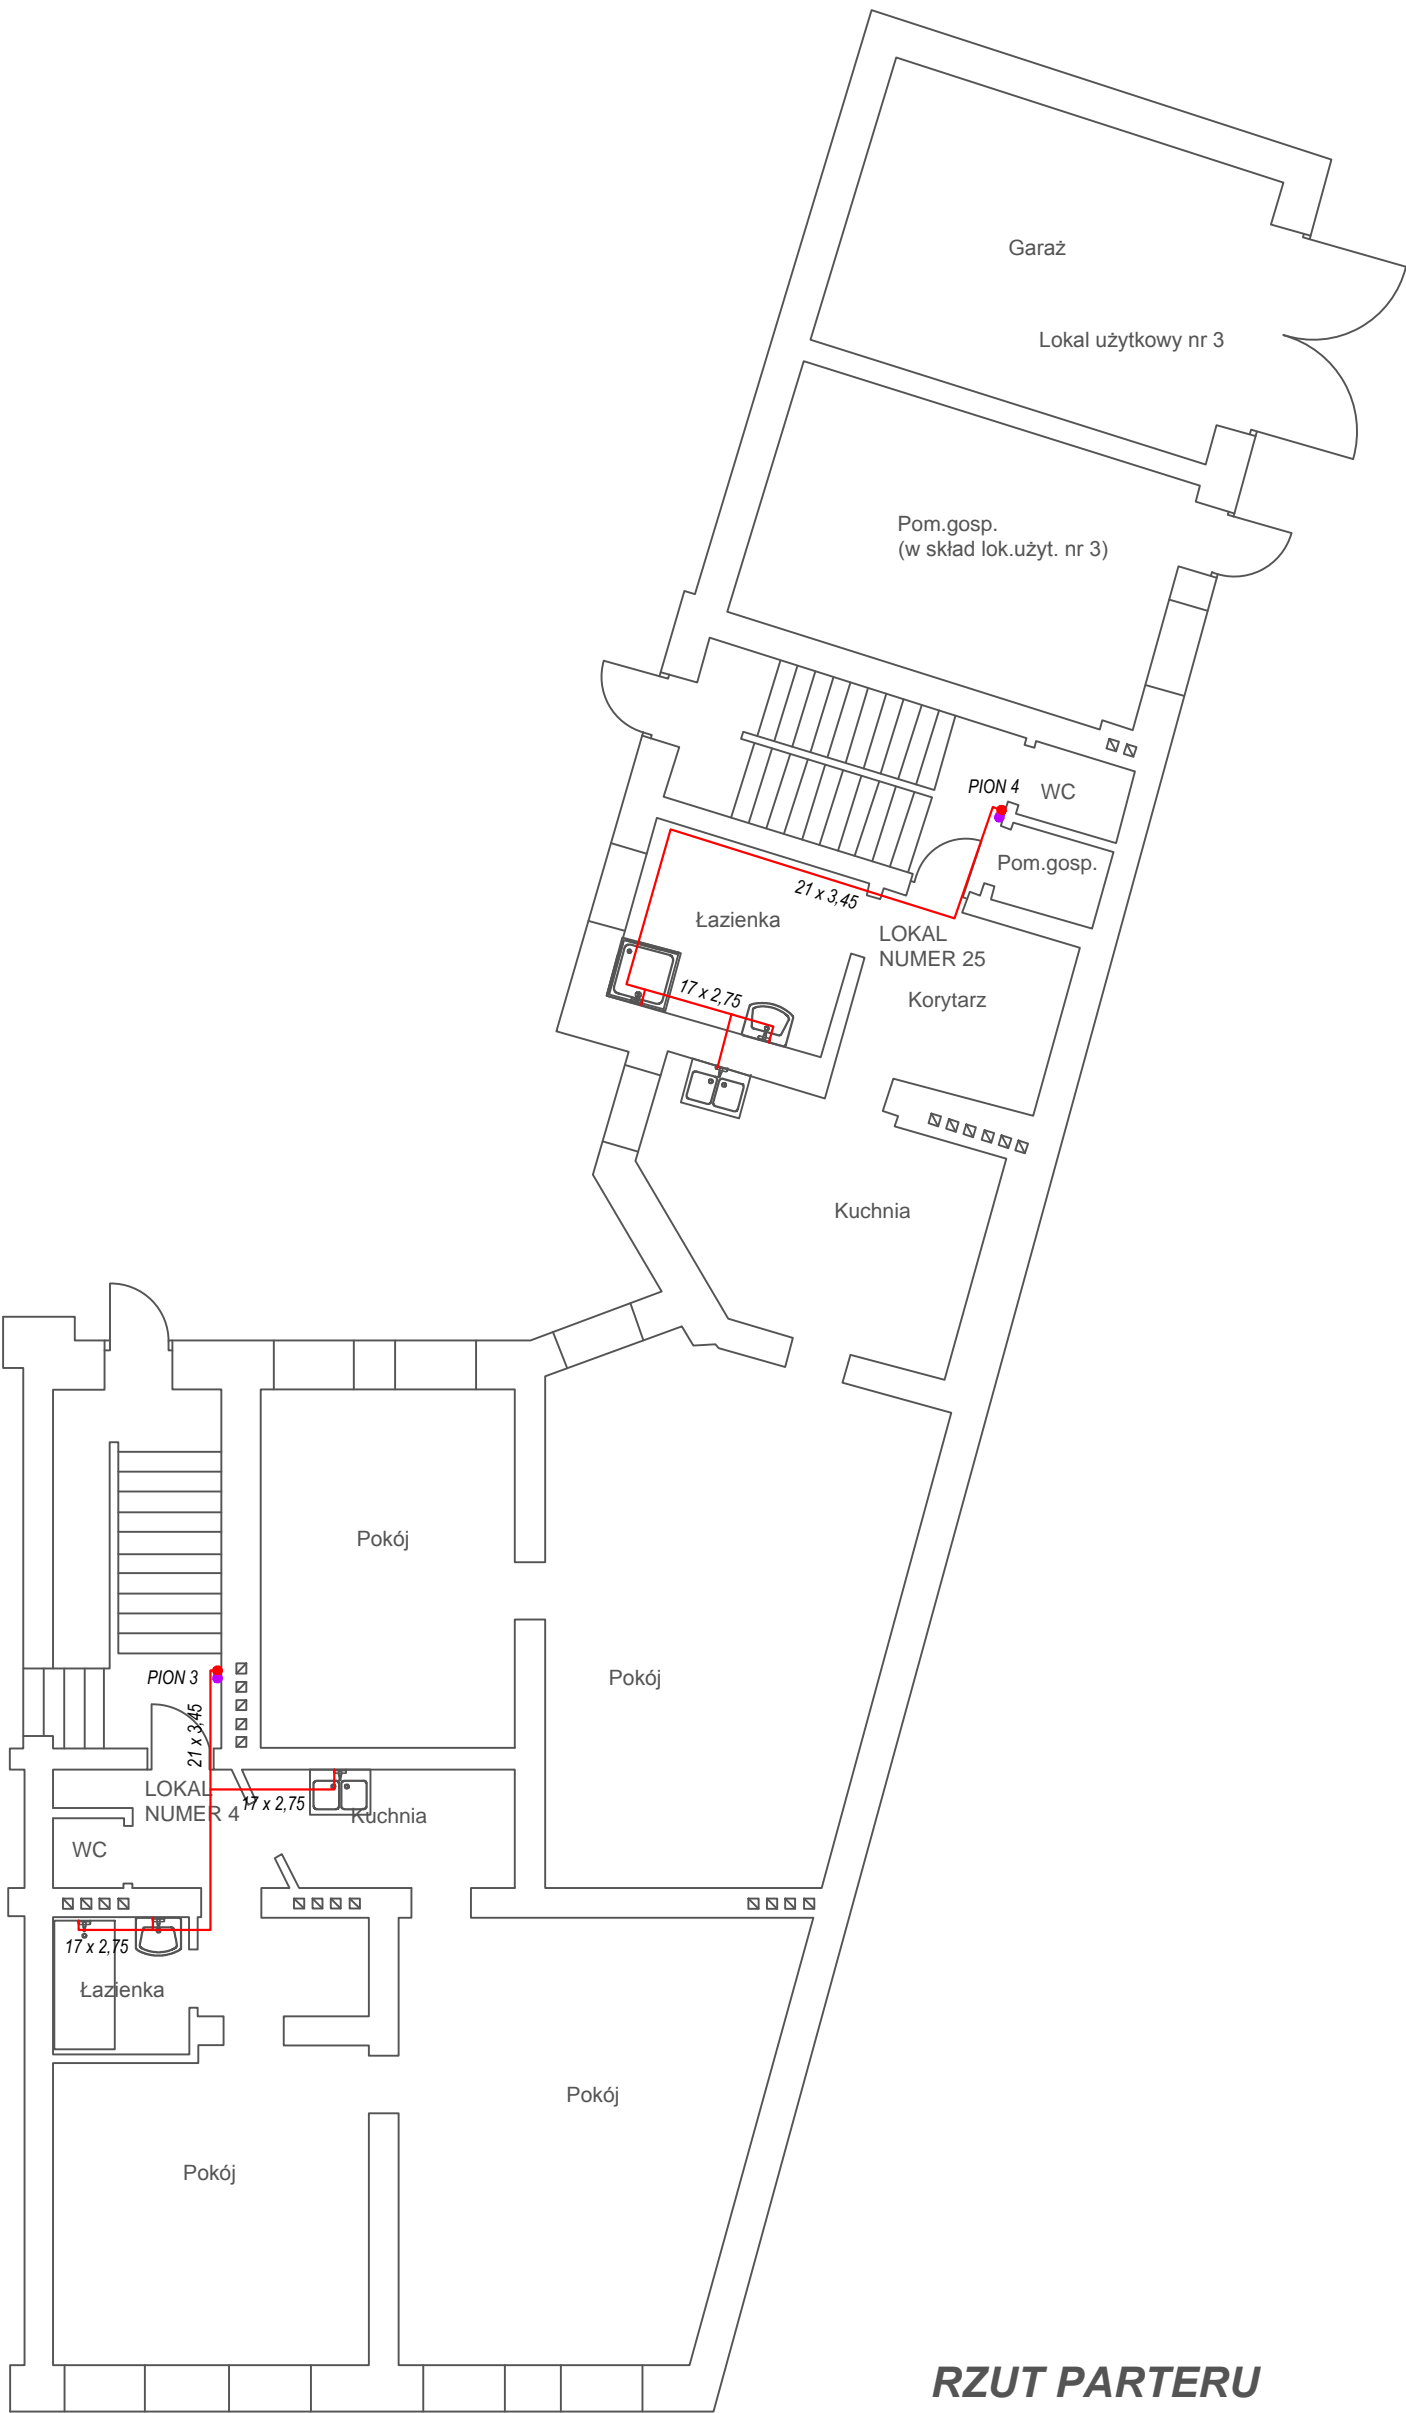 Garaż
Lokal użytkowy nr 3
Pom.gosp.
(w skład lok.użyt. nr 3)
PION 4
WC
Pom.gosp.
21 x 3,45
Łazienka
LOKAL
NUMER 25
17 x 2,75
Korytarz
Kuchnia
Pokój
Pokój
PION 3
21 x 3,45
LOKAL
NUMER 4
17 x 2,75
Kuchnia
WC
17 x 2,75
Łazienka
Pokój
Pokój
RZUT PARTERU